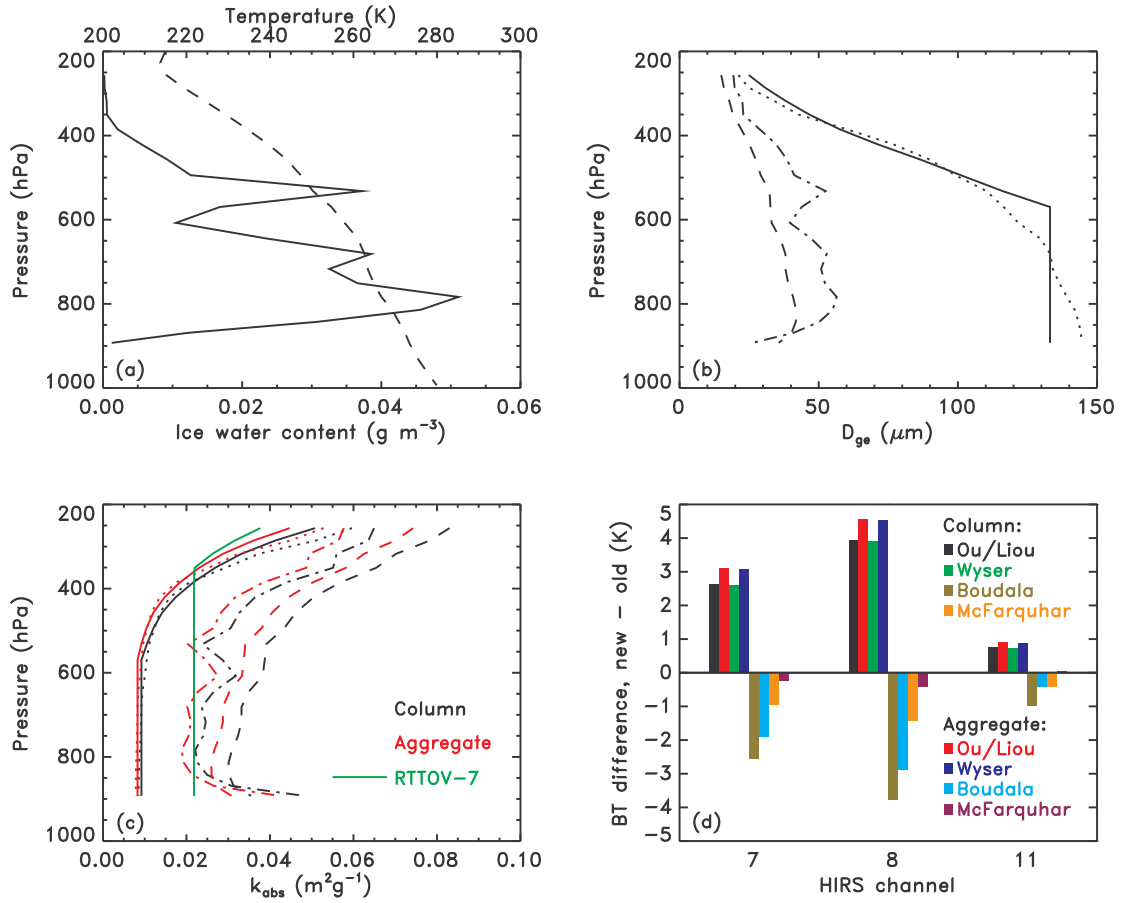 Temperature (K)
200 220 240 260 280 300
200
400
600
800
1000
Pressure (hPa)
(a)
0.00 0.02 0.04 0.06
Ice water content (g m⁻³)
200
400
600
800
1000
Pressure (hPa)
(b)
0 50 100 150
D_ge (μm)
200
400
600
800
1000
Pressure (hPa)
Column
Aggregate
RTTOV-7
(c)
0.00 0.02 0.04 0.06 0.08 0.10
k_abs (m²g⁻¹)
5
4
3
2
1
0
-1
-2
-3
-4
-5
BT difference, new - old (K)
Column:
Ou/Liou
Wyser
Boudala
McFarquhar
Aggregate:
Ou/Liou
Wyser
Boudala
McFarquhar
(d)
7 8 11
HIRS channel